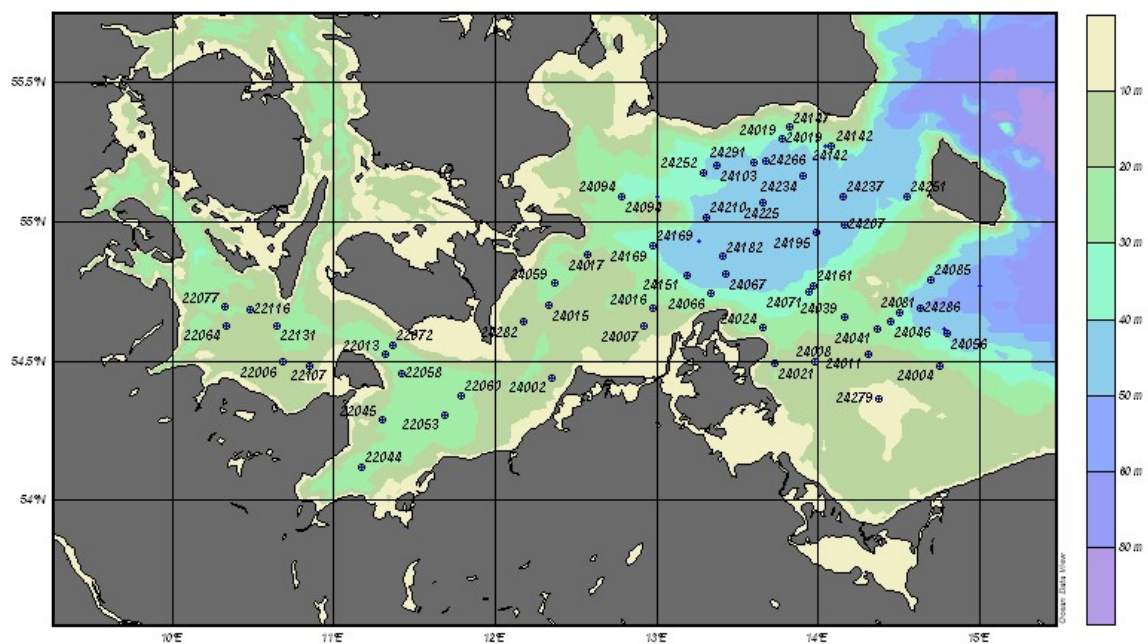 55.5°N
24147
24019 24019 24142
24291 24142
24252 24266
24103
24094 24234 24237 24251
24094 24210
55°N
24225 24207
24169 24195
24182
24169
24017
24059 24085
24151 24067 24161
22077 24016 24066 24071 24081 24286
22116 24039
24015
22064 24282 24024
22131 24007 24041 24046
22072 24056
22013 24008
54.5°N
22006 22107 24021 24011
22058 24004
22060 24002
22045 24279
22053
22044
54°N
10°E
11°E
12°E
13°E
14°E
15°E
10 m
20 m
30 m
40 m
50 m
60 m
80 m
Ocean Data View